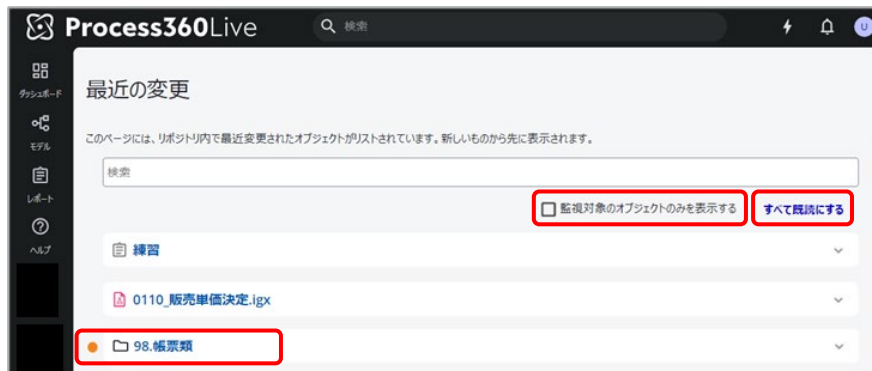 Process360Live
検索
U
ダッシュボード
モデル
レポート
ヘルプ
最近の変更
このページには、リポジトリ内で最近変更されたオブジェクトがリストされています。新しいものから先に表示されます。
検索
監視対象のオブジェクトのみを表示する
すべて既読にする
練習
0110_販売単価決定.igx
98.帳票類